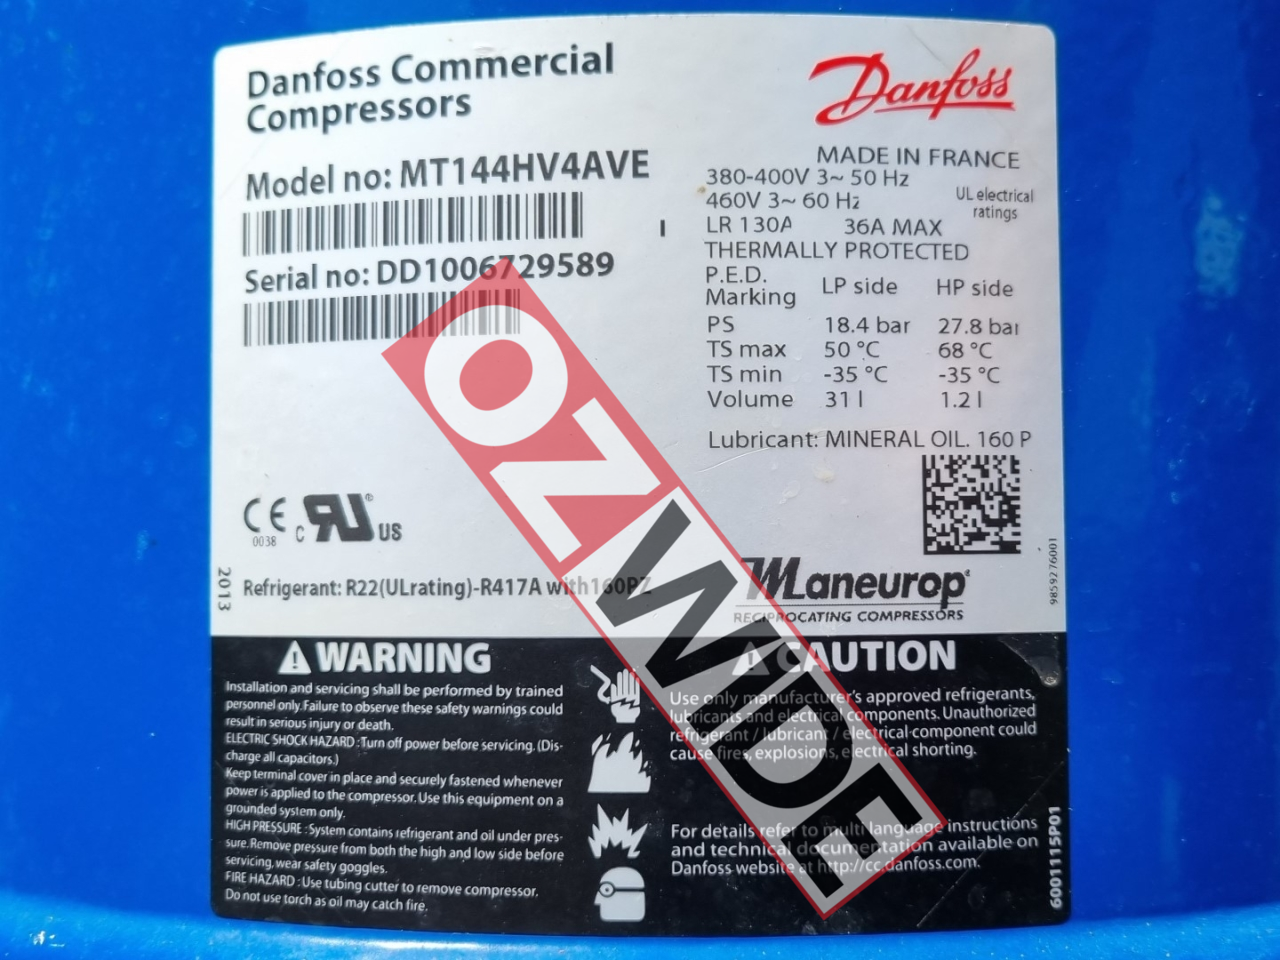 Danfoss Commercial
Compressors
Danfoss
MADE IN FRANCE
Model no: MT144HV4AVE
380-400V 3~ 50 Hz
460V 3~ 60 Hz
UL electrical
ratings
LR 130A 36A MAX
THERMALLY PROTECTED
Serial no: DD1006729589
P.E.D.
Marking LP side HP side
PS 18.4 bar 27.8 bar
TS max 50 °C 68 °C
TS min -35 °C -35 °C
Volume 31 l 1.2 l
Lubricant: MINERAL OIL. 160 P
CE
0038
c RU ® US
2013
Refrigerant: R22(ULrating)-R417A with160PZ
Maneurop®
RECIPROCATING COMPRESSORS
9859276001
WARNING
Installation and servicing shall be performed by trained
personnel only. Failure to observe these safety warnings could
result in serious injury or death.
ELECTRIC SHOCK HAZARD : Turn off power before servicing. (Dis-
charge all capacitors.)
Keep terminal cover in place and securely fastened whenever
power is applied to the compressor. Use this equipment on a
grounded system only.
HIGH PRESSURE : System contains refrigerant and oil under pres-
sure. Remove pressure from both the high and low side before
servicing, wear safety goggles.
FIRE HAZARD : Use tubing cutter to remove compressor.
Do not use torch as oil may catch fire.
CAUTION
Use only manufacturer's approved refrigerants,
lubricants and electrical components. Unauthorized
refrigerant / lubricant / electrical component could
cause fires, explosions, electrical shorting.
For details refer to multi language instructions
and technical documentation available on
Danfoss website at http://cc.danfoss.com.
6001115P01
OZWIDE